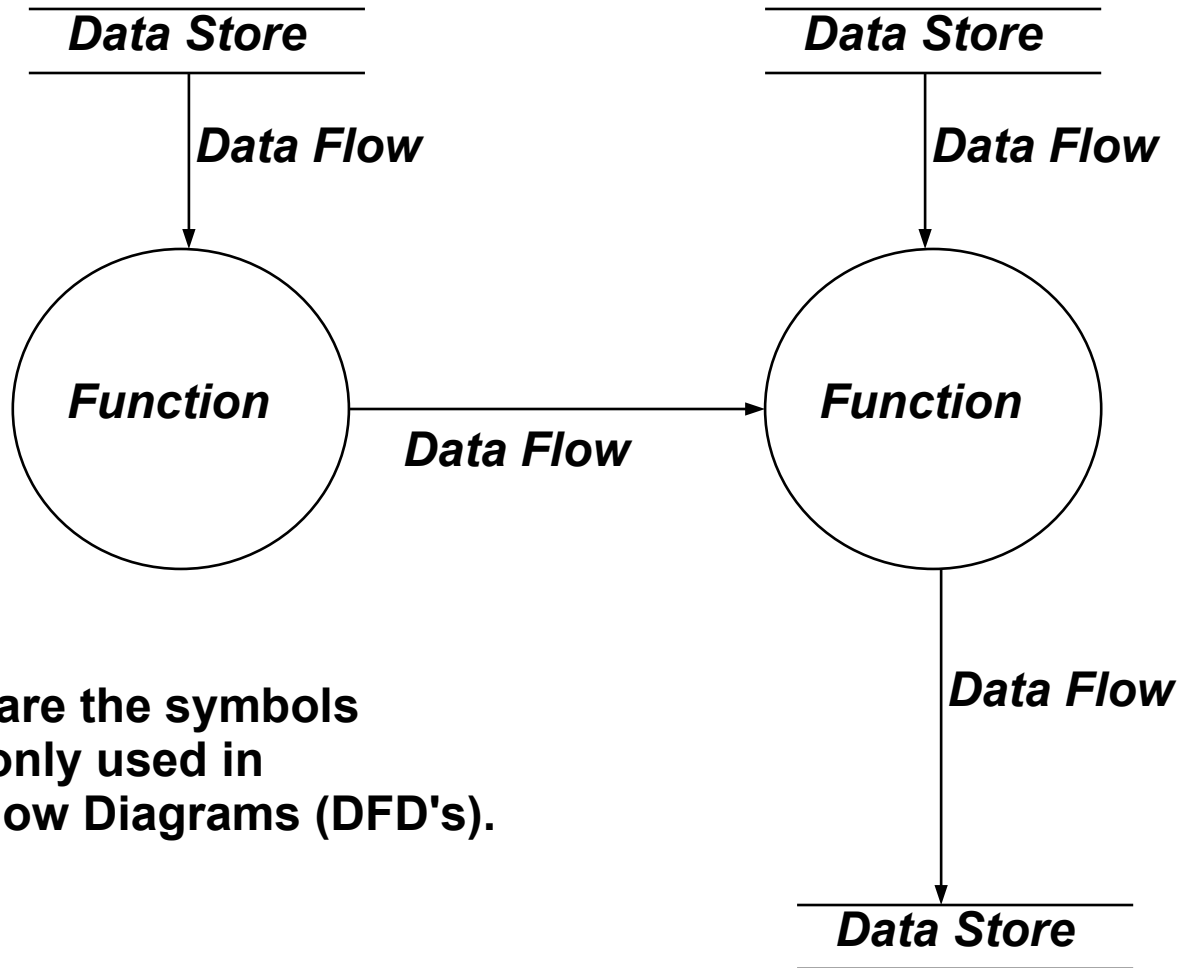 Data Store
Data Store
Data Flow
Data Flow
Function
Function
Data Flow
Data Flow
are the symbols
only used in
ow Diagrams (DFD's).
Data Store